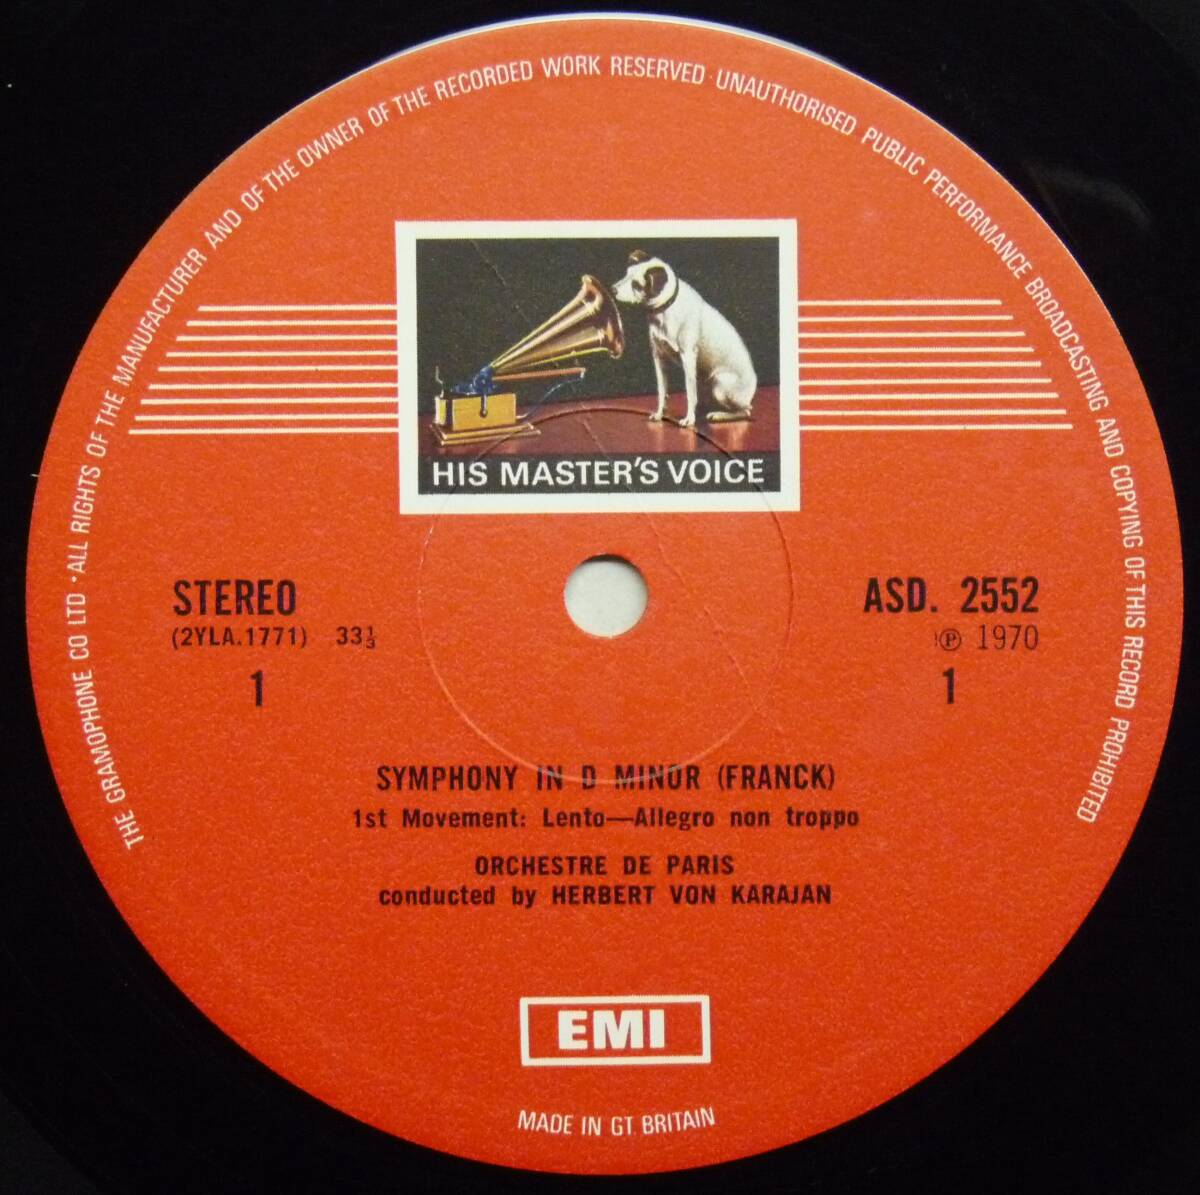 THE GRAMOPHONE CO LTD · ALL RIGHTS OF THE MANUFACTURER AND OF THE OWNER OF THE RECORDED WORK RESERVED · UNAUTHORISED PUBLIC PERFORMANCE BROADCASTING AND COPYING OF THIS RECORD PROHIBITED
HIS MASTER'S VOICE
STEREO
(2YLA.1771) 33⅓
1
ASD. 2552
℗ 1970
1
SYMPHONY IN D MINOR (FRANCK)
1st Movement: Lento—Allegro non troppo
ORCHESTRE DE PARIS
conducted by HERBERT VON KARAJAN
EMI
MADE IN GT. BRITAIN